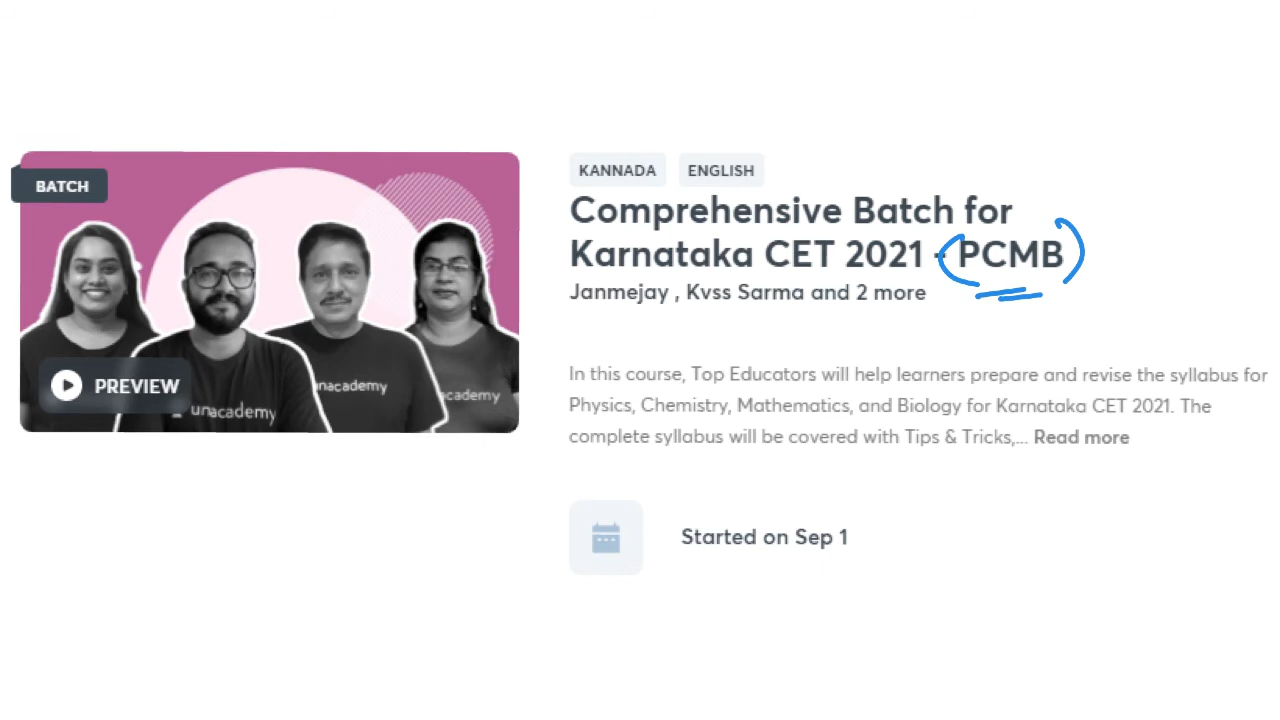 BATCH
PREVIEW
unacademy
unacademy
academy
KANNADA ENGLISH
Comprehensive Batch for
Karnataka CET 2021 - PCMB
Janmejay , Kvss Sarma and 2 more
In this course, Top Educators will help learners prepare and revise the syllabus for
Physics, Chemistry, Mathematics, and Biology for Karnataka CET 2021. The
complete syllabus will be covered with Tips & Tricks,... Read more
Started on Sep 1